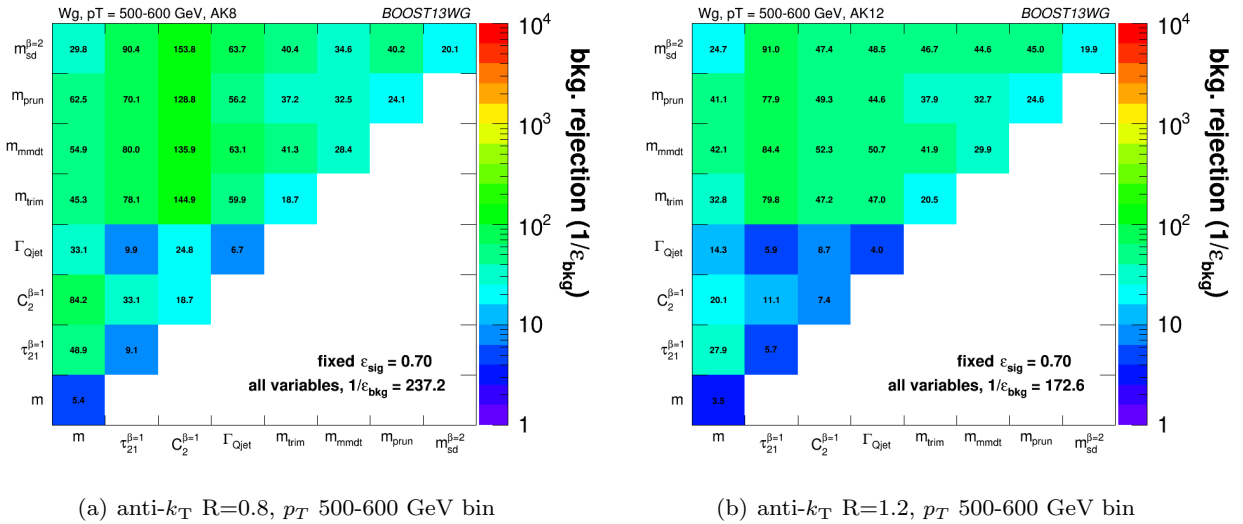 Wg, pT = 500-600 GeV, AK8 BOOST13WG
m_sd^β=2 29.8 90.4 153.8 63.7 40.4 34.6 40.2 20.1
m_prun 62.5 70.1 128.8 56.2 37.2 32.5 24.1
m_mmdt 54.9 80.0 135.9 63.1 41.3 28.4
m_trim 45.3 78.1 144.9 59.9 18.7
Γ_Qjet 33.1 9.9 24.8 6.7
C_2^β=1 84.2 33.1 18.7
τ_21^β=1 48.9 9.1
m 5.4
fixed ε_sig = 0.70
all variables, 1/ε_bkg = 237.2
m τ_21^β=1 C_2^β=1 Γ_Qjet m_trim m_mmdt m_prun m_sd^β=2
10^4
10^3
10^2
10
1
bkg. rejection (1/ε_bkg)
(a) anti-k_T R=0.8, p_T 500-600 GeV bin
Wg, pT = 500-600 GeV, AK12 BOOST13WG
m_sd^β=2 24.7 91.0 47.4 48.5 46.7 44.6 45.0 19.9
m_prun 41.1 77.9 49.3 44.6 37.9 32.7 24.6
m_mmdt 42.1 84.4 52.3 50.7 41.9 29.9
m_trim 32.8 79.8 47.2 47.0 20.5
Γ_Qjet 14.3 5.9 8.7 4.0
C_2^β=1 20.1 11.1 7.4
τ_21^β=1 27.9 5.7
m 3.5
fixed ε_sig = 0.70
all variables, 1/ε_bkg = 172.6
m τ_21^β=1 C_2^β=1 Γ_Qjet m_trim m_mmdt m_prun m_sd^β=2
10^4
10^3
10^2
10
1
bkg. rejection (1/ε_bkg)
(b) anti-k_T R=1.2, p_T 500-600 GeV bin